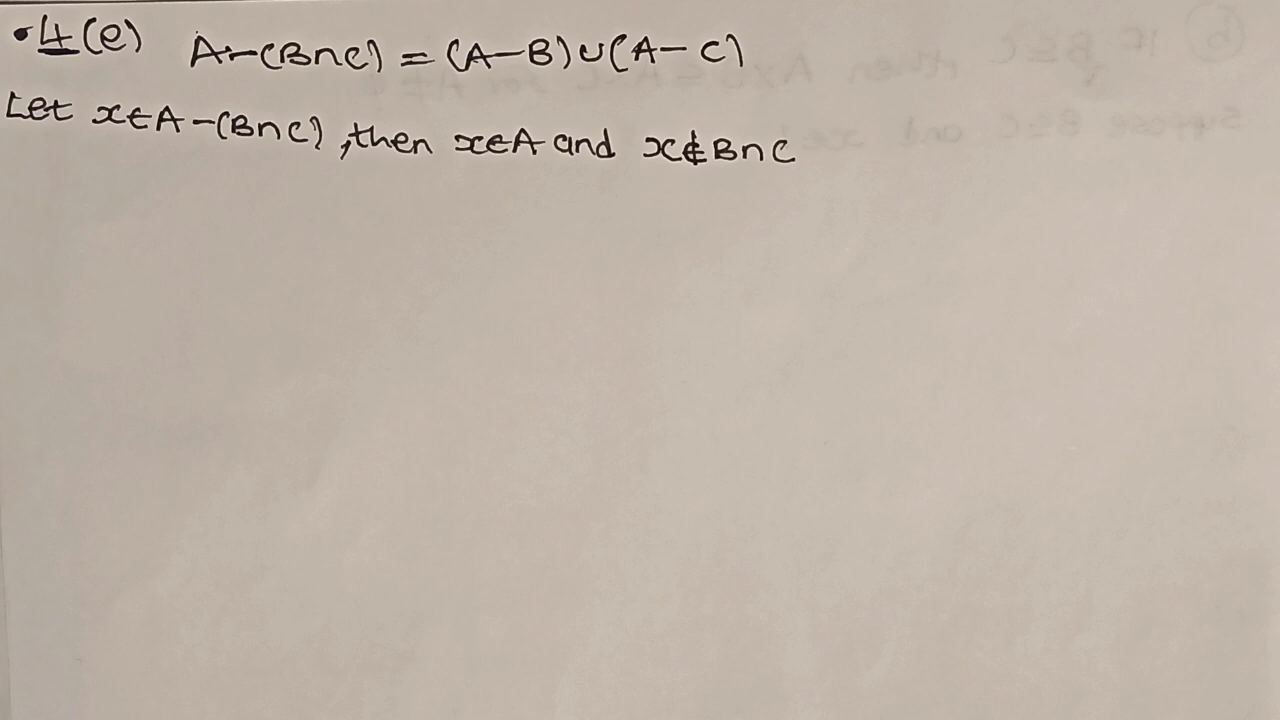 •4(e) A-(B∩C) = (A-B)∪(A-C)
Let x∈A-(B∩C), then x∈A and x∉B∩C